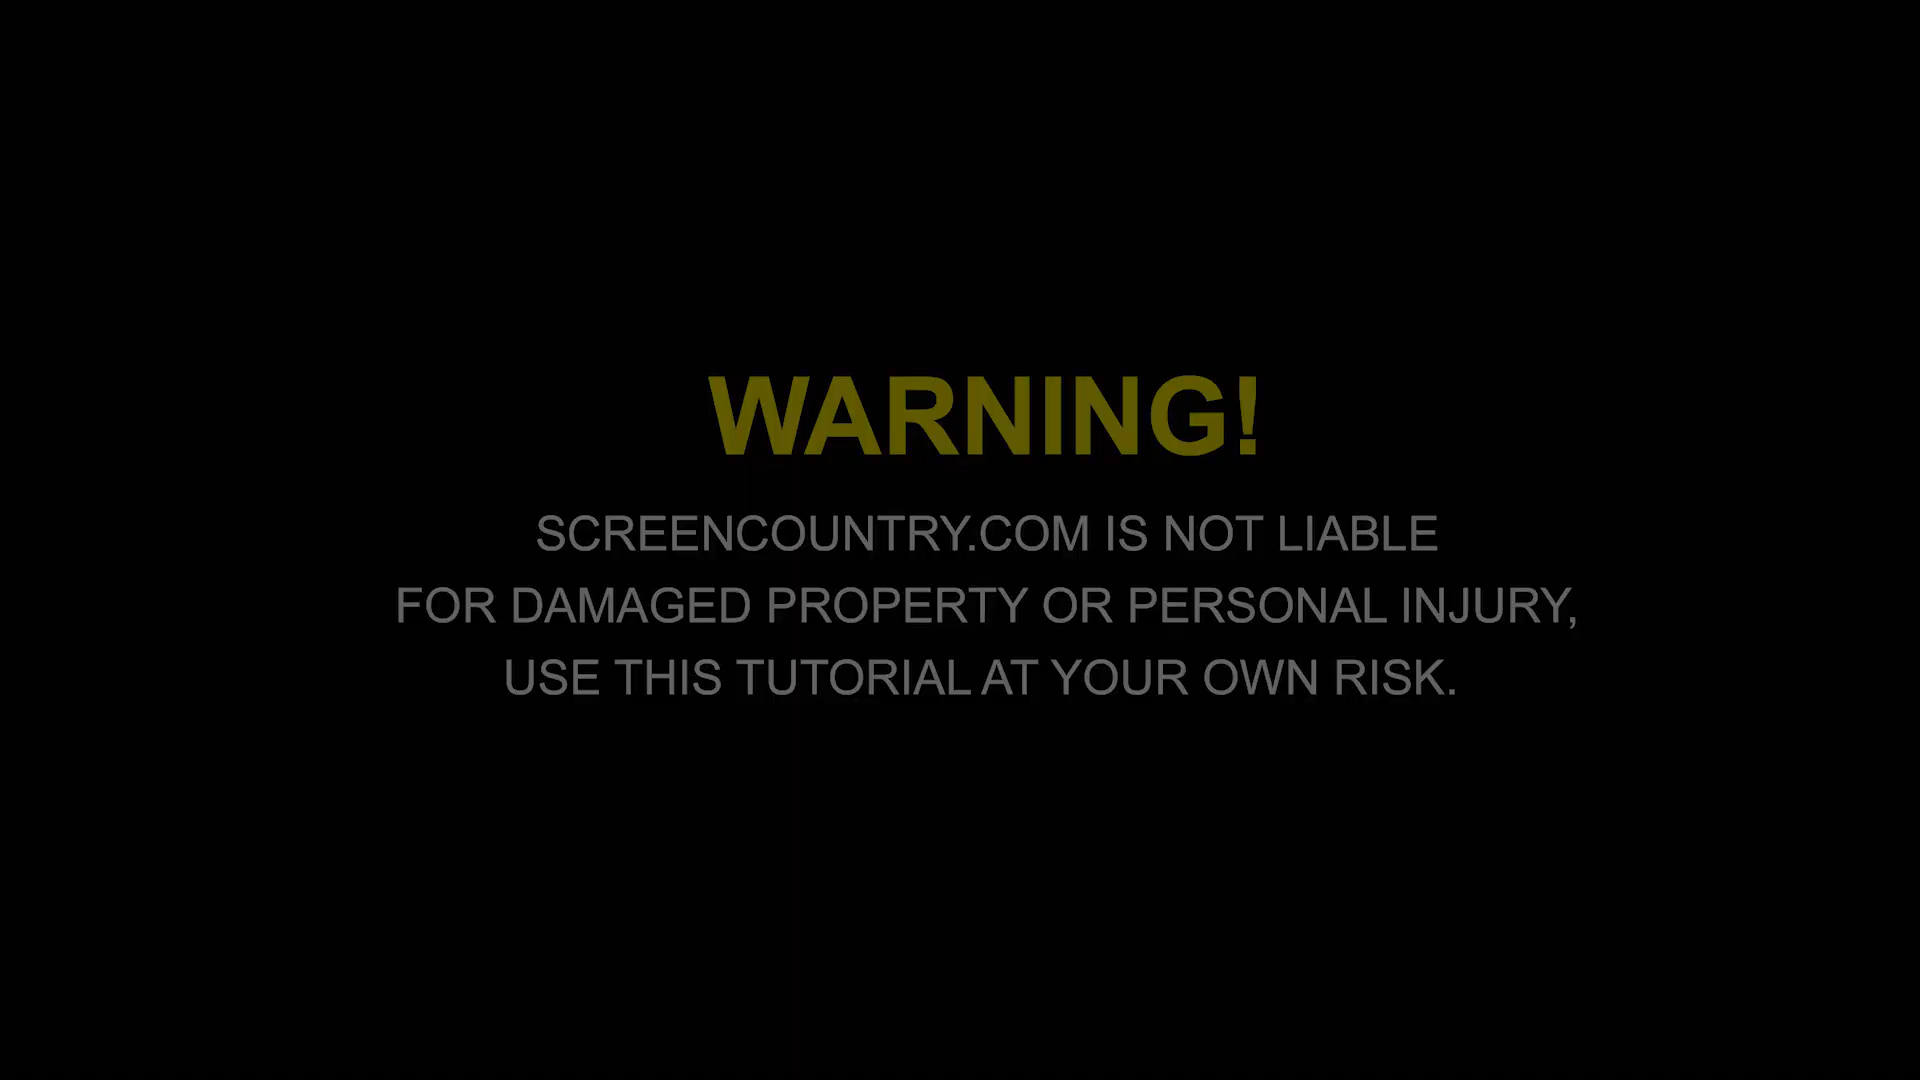 WARNING!
SCREENCOUNTRY.COM IS NOT LIABLE
FOR DAMAGED PROPERTY OR PERSONAL INJURY,
USE THIS TUTORIAL AT YOUR OWN RISK.